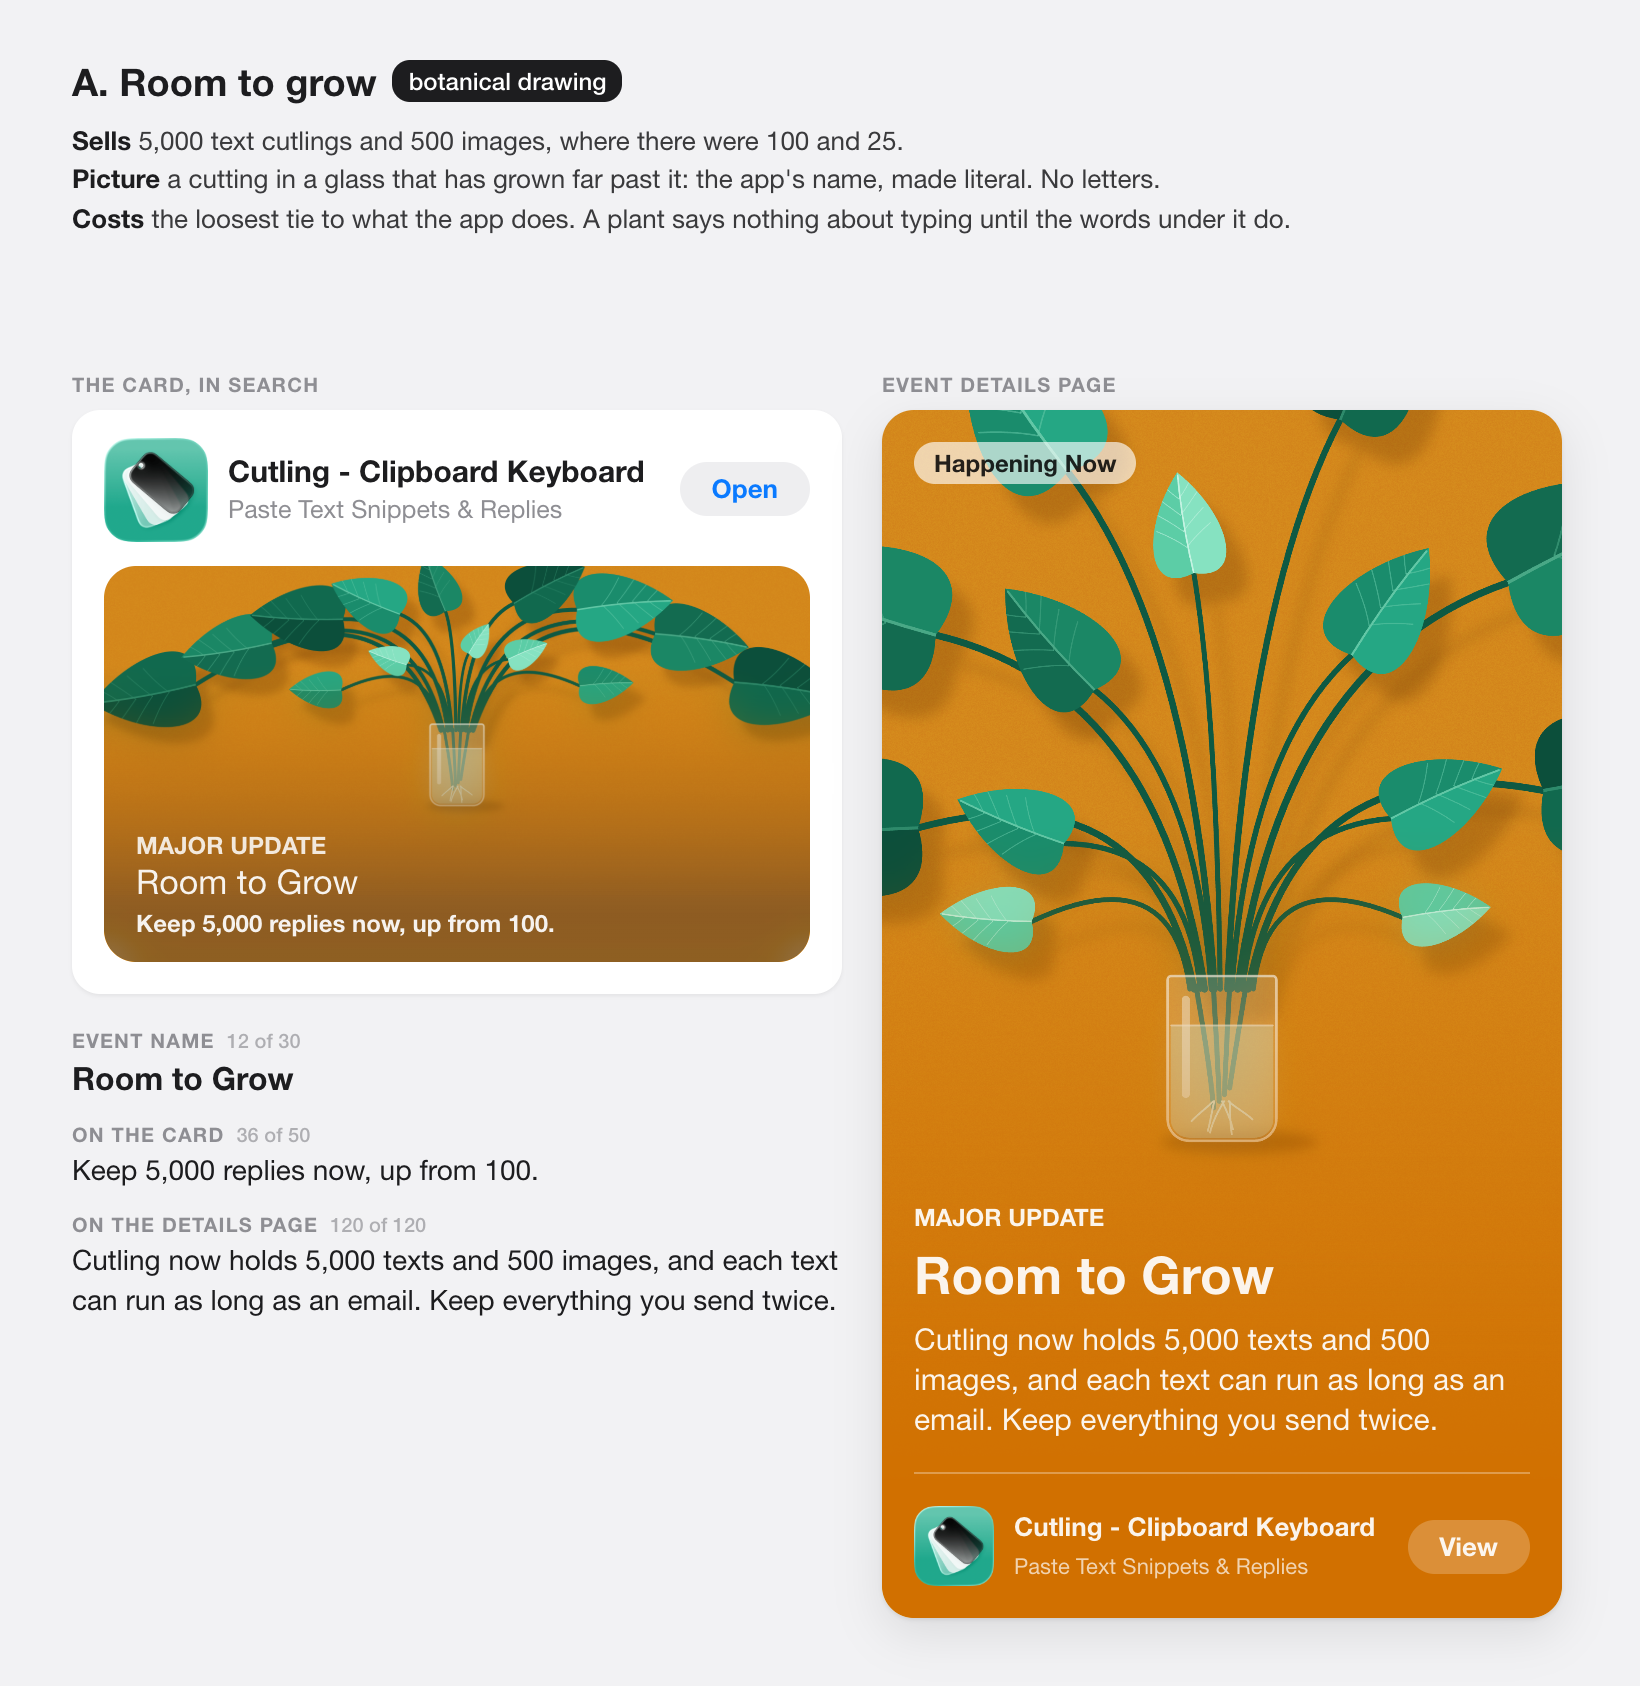 A. Room to grow botanical drawing
Sells 5,000 text cutlings and 500 images, where there were 100 and 25.
Picture a cutting in a glass that has grown far past it: the app's name, made literal. No letters.
Costs the loosest tie to what the app does. A plant says nothing about typing until the words under it do.
THE CARD, IN SEARCH
Cutling - Clipboard Keyboard
Paste Text Snippets & Replies
Open
MAJOR UPDATE
Room to Grow
Keep 5,000 replies now, up from 100.
EVENT NAME 12 of 30
Room to Grow
ON THE CARD 36 of 50
Keep 5,000 replies now, up from 100.
ON THE DETAILS PAGE 120 of 120
Cutling now holds 5,000 texts and 500 images, and each text
can run as long as an email. Keep everything you send twice.
EVENT DETAILS PAGE
Happening Now
MAJOR UPDATE
Room to Grow
Cutling now holds 5,000 texts and 500
images, and each text can run as long as an
email. Keep everything you send twice.
Cutling - Clipboard Keyboard
Paste Text Snippets & Replies
View